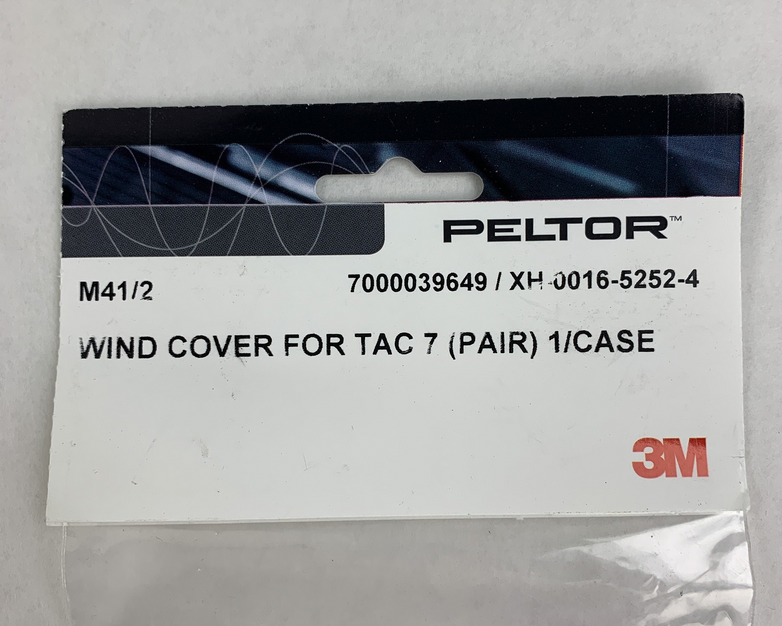 PELTOR™
M41/2
7000039649 / XH-0016-5252-4
WIND COVER FOR TAC 7 (PAIR) 1/CASE
3M